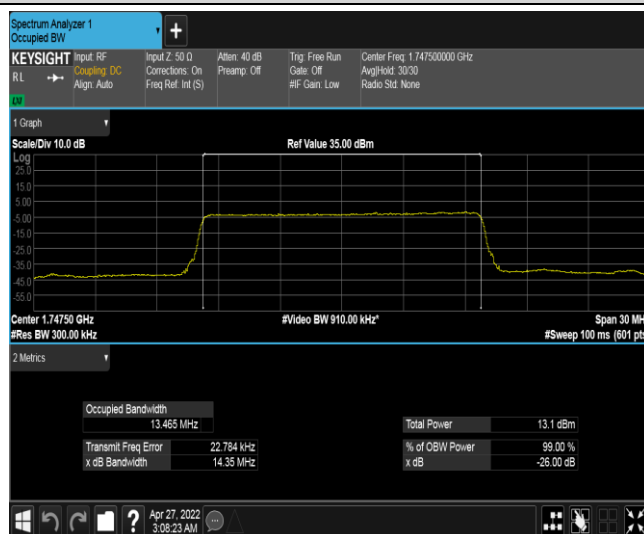 Spectrum Analyzer 1
Occupied BW
+
KEYSIGHT
RL
LXI
Input: RF
Coupling: DC
Align: Auto
Input Z: 50 Ω
Corrections: On
Freq Ref: Int (S)
Atten: 40 dB
Preamp: Off
Trig: Free Run
Gate: Off
#IF Gain: Low
Center Freq: 1.747500000 GHz
Avg|Hold: 30/30
Radio Std: None
1 Graph
Scale/Div 10.0 dB
Ref Value 35.00 dBm
Log
25.0
15.0
5.00
-5.00
-15.0
-25.0
-35.0
-45.0
-55.0
Center 1.74750 GHz
#Video BW 910.00 kHz*
Span 30 MH
#Res BW 300.00 kHz
#Sweep 100 ms (601 pts
2 Metrics
Occupied Bandwidth
13.465 MHz
Total Power 13.1 dBm
Transmit Freq Error 22.784 kHz
% of OBW Power 99.00 %
x dB Bandwidth 14.35 MHz
x dB -26.00 dB
?
Apr 27, 2022
3:08:23 AM